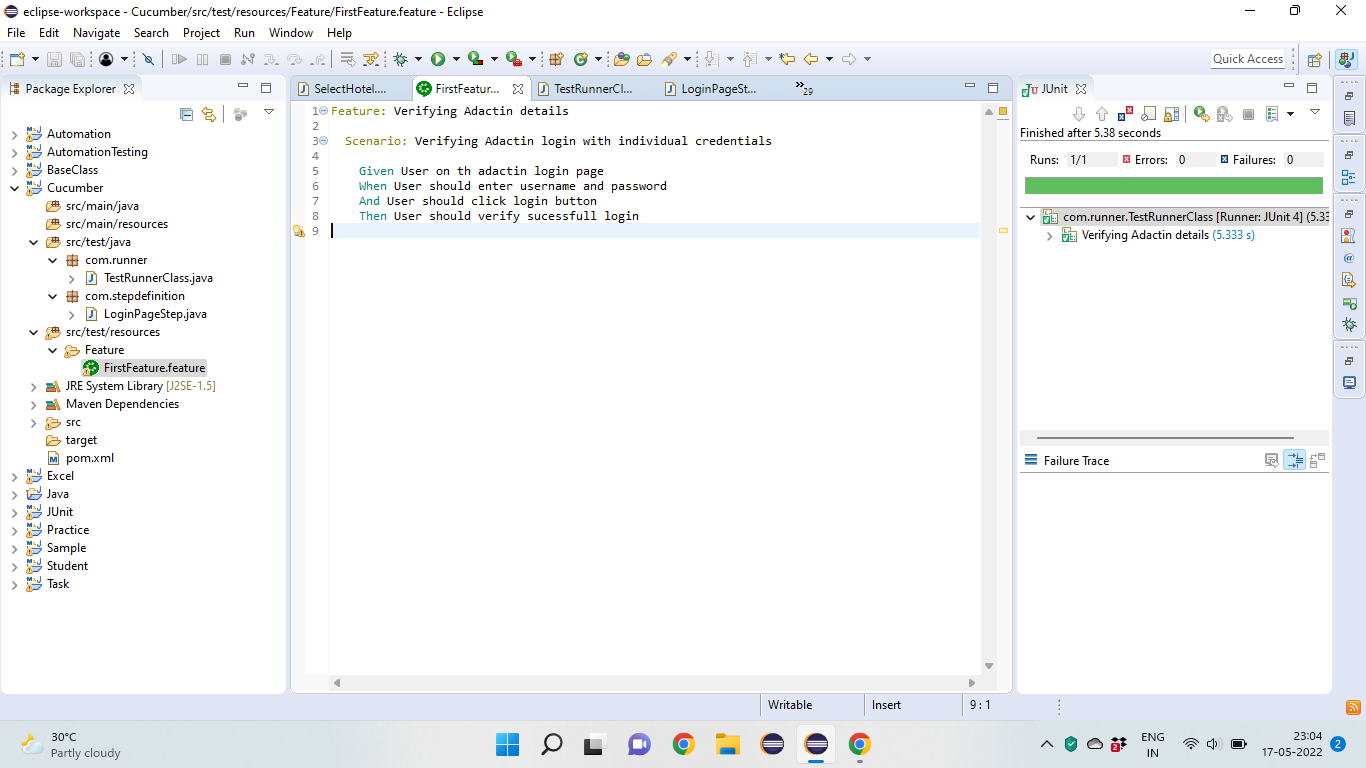 eclipse-workspace - Cucumber/src/test/resources/Feature/FirstFeature.feature - Eclipse
File Edit Navigate Search Project Run Window Help
Quick Access
Package Explorer
Automation
AutomationTesting
BaseClass
Cucumber
src/main/java
src/main/resources
src/test/java
com.runner
TestRunnerClass.java
com.stepdefinition
LoginPageStep.java
src/test/resources
Feature
FirstFeature.feature
JRE System Library [J2SE-1.5]
Maven Dependencies
src
target
pom.xml
Excel
Java
JUnit
Practice
Sample
Student
Task
SelectHotel.... FirstFeatur... TestRunnerCl... LoginPageSt... »29
1 Feature: Verifying Adactin details
2
3 Scenario: Verifying Adactin login with individual credentials
4
5 Given User on th adactin login page
6 When User should enter username and password
7 And User should click login button
8 Then User should verify sucessfull login
9
JUnit
Finished after 5.38 seconds
Runs: 1/1 Errors: 0 Failures: 0
com.runner.TestRunnerClass [Runner: JUnit 4] (5.33
Verifying Adactin details (5.333 s)
Failure Trace
Writable Insert 9 : 1
30°C
Partly cloudy
ENG
IN
23:04
17-05-2022
2